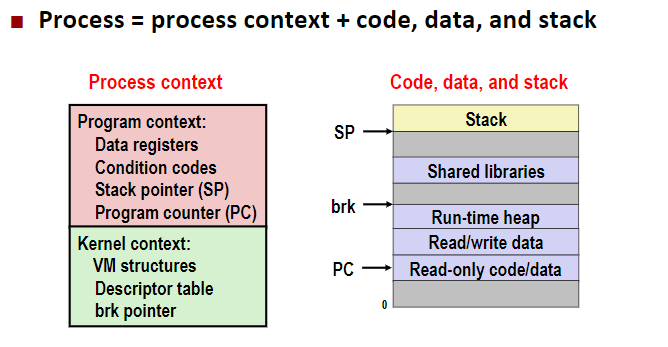 Process = process context + code, data, and stack
Process context
Program context:
Data registers
Condition codes
Stack pointer (SP)
Program counter (PC)
Kernel context:
VM structures
Descriptor table
brk pointer
Code, data, and stack
Stack
SP
Shared libraries
brk
Run-time heap
Read/write data
PC
Read-only code/data
0